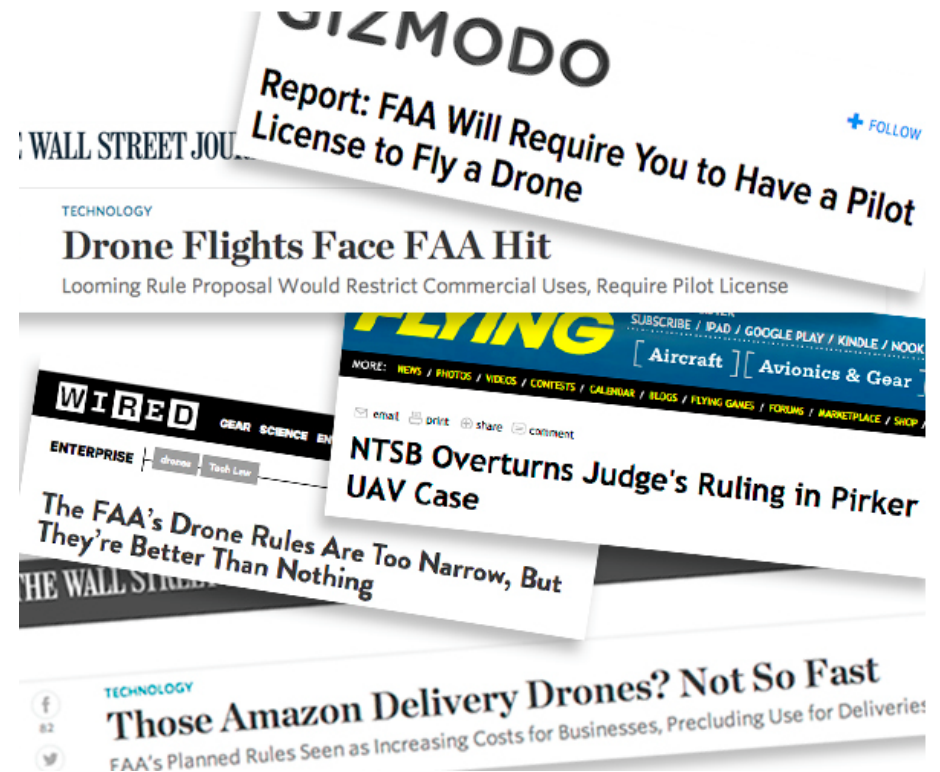 GIZMODO
Report: FAA Will Require You to Have a Pilot
License to Fly a Drone
FOLLOW
WALL STREET
TECHNOLOGY
Drone Flights Face FAA Hit
Looming Rule Proposal Would Restrict Commercial Uses, Require Pilot License
FLYING
SUBSCRIBE / IPAD / GOOGLE PLAY / KINDLE / NOOK
Aircraft Avionics & Gear
MORE: NEWS / PHOTOS / VIDEOS / CONTESTS / CALENDAR / BLOGS / FLYING GAMES / FORUMS / MARKETPLACE / SHOP /
email print share comment
NTSB Overturns Judge's Ruling in Pirker
UAV Case
WIRED
GEAR SCIENCE
ENTERPRISE drones Tech Law
The FAA's Drone Rules Are Too Narrow, But
They're Better Than Nothing
THE WALL STREET
TECHNOLOGY
Those Amazon Delivery Drones? Not So Fast
FAA's Planned Rules Seen as Increasing Costs for Businesses, Precluding Use for Deliveries
82